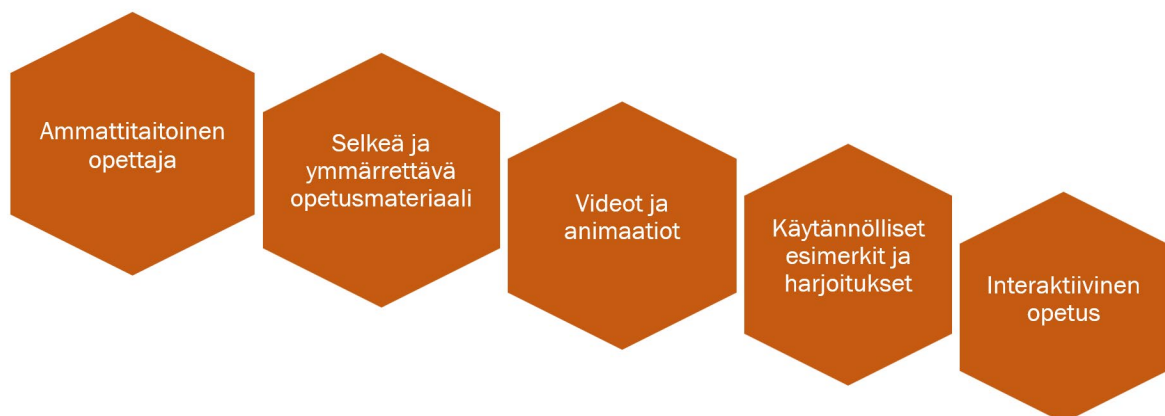 Ammattitaitoinen
opettaja
Selkeä ja
ymmärrettävä
opetusmateriaali
Videot ja
animaatiot
Käytännölliset
esimerkit ja
harjoitukset
Interaktiivinen
opetus